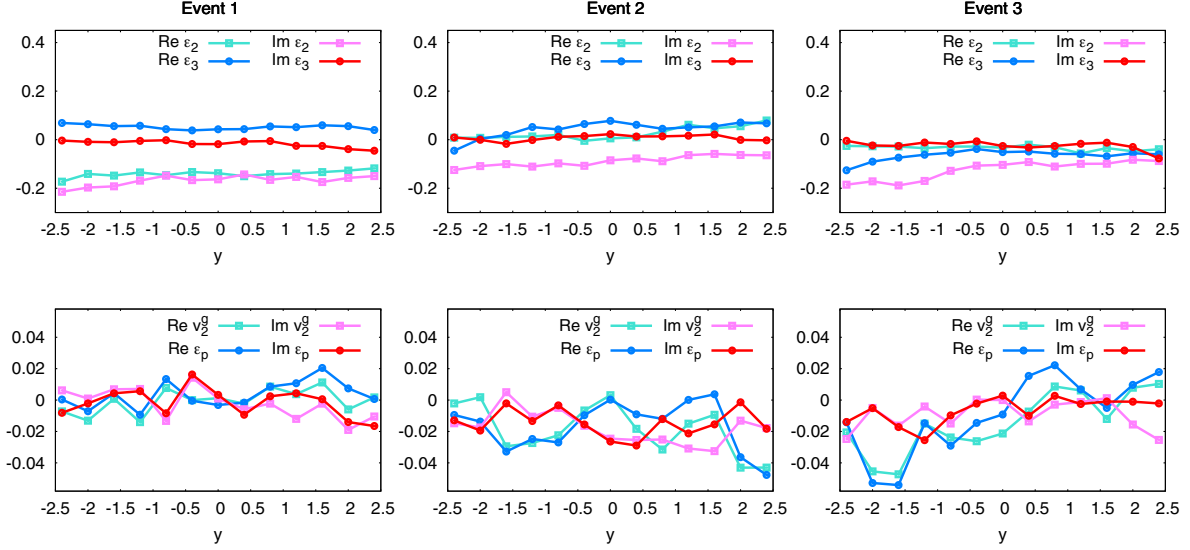 Event 1 Event 2 Event 3
0.4 Re ε2 Im ε2 Re ε2 Im ε2 Re ε2 Im ε2
Re ε3 Im ε3 Re ε3 Im ε3 Re ε3 Im ε3
0.2 0.2 0.2
0 0 0
-0.2 -0.2 -0.2
-2.5 -2 -1.5 -1 -0.5 0 0.5 1 1.5 2 2.5 -2.5 -2 -1.5 -1 -0.5 0 0.5 1 1.5 2 2.5 -2.5 -2 -1.5 -1 -0.5 0 0.5 1 1.5 2 2.5
y y y
0.04 Re v2g Im v2g 0.04 Re v2g Im v2g 0.04 Re v2g Im v2g
Re εp Im εp Re εp Im εp Re εp Im εp
0.02 0.02 0.02
0 0 0
-0.02 -0.02 -0.02
-0.04 -0.04 -0.04
-2.5 -2 -1.5 -1 -0.5 0 0.5 1 1.5 2 2.5 -2.5 -2 -1.5 -1 -0.5 0 0.5 1 1.5 2 2.5 -2.5 -2 -1.5 -1 -0.5 0 0.5 1 1.5 2 2.5
y y y